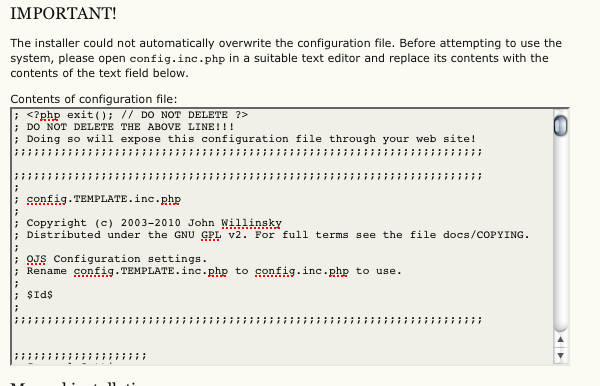 IMPORTANT!
The installer could not automatically overwrite the configuration file. Before attempting to use the
system, please open config.inc.php in a suitable text editor and replace its contents with the
contents of the text field below.
Contents of configuration file:
; <?php exit(); // DO NOT DELETE ?>
; DO NOT DELETE THE ABOVE LINE!!!
; Doing so will expose this configuration file through your web site!
;;;;;;;;;;;;;;;;;;;;;;;;;;;;;;;;;;;;;;;;;;;;;;;;;;;;;;;;;;;;;;;;;;;;;;
;;;;;;;;;;;;;;;;;;;;;;;;;;;;;;;;;;;;;;;;;;;;;;;;;;;;;;;;;;;;;;;;;;;;;;
;
; config.TEMPLATE.inc.php
;
; Copyright (c) 2003-2010 John Willinsky
; Distributed under the GNU GPL v2. For full terms see the file docs/COPYING.
;
; OJS Configuration settings.
; Rename config.TEMPLATE.inc.php to config.inc.php to use.
;
; $Id$
;
;;;;;;;;;;;;;;;;;;;;;;;;;;;;;;;;;;;;;;;;;;;;;;;;;;;;;;;;;;;;;;;;;;;;;;
;;;;;;;;;;;;;;;;;;;;